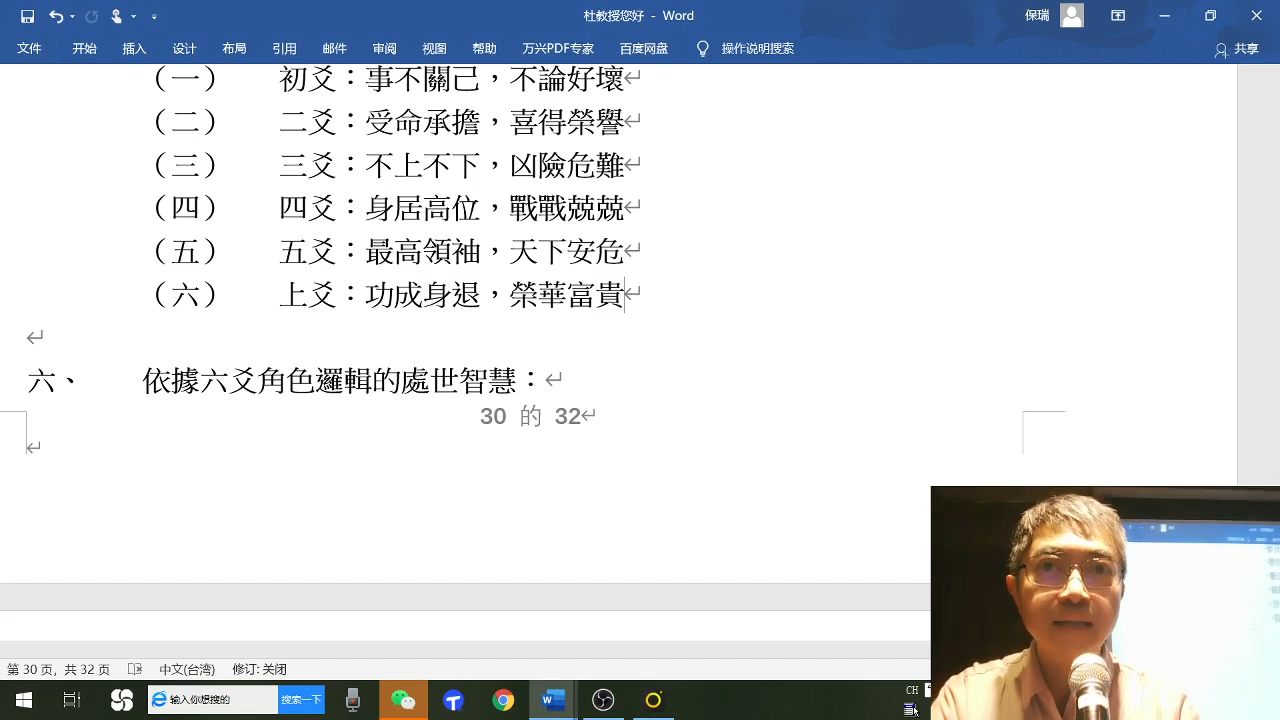 杜教授您好 - Word
保瑞
文件 开始 插入 设计 布局 引用 邮件 审阅 视图 帮助 万兴PDF专家 百度网盘 操作说明搜索 共享
（一） 初爻：事不關己，不論好壞
（二） 二爻：受命承擔，喜得榮譽
（三） 三爻：不上不下，凶險危難
（四） 四爻：身居高位，戰戰兢兢
（五） 五爻：最高領袖，天下安危
（六） 上爻：功成身退，榮華富貴
六、 依據六爻角色邏輯的處世智慧：
30 的 32
第 30 页，共 32 页 中文(台湾) 修订: 关闭
输入你想搜的 搜索一下 CH